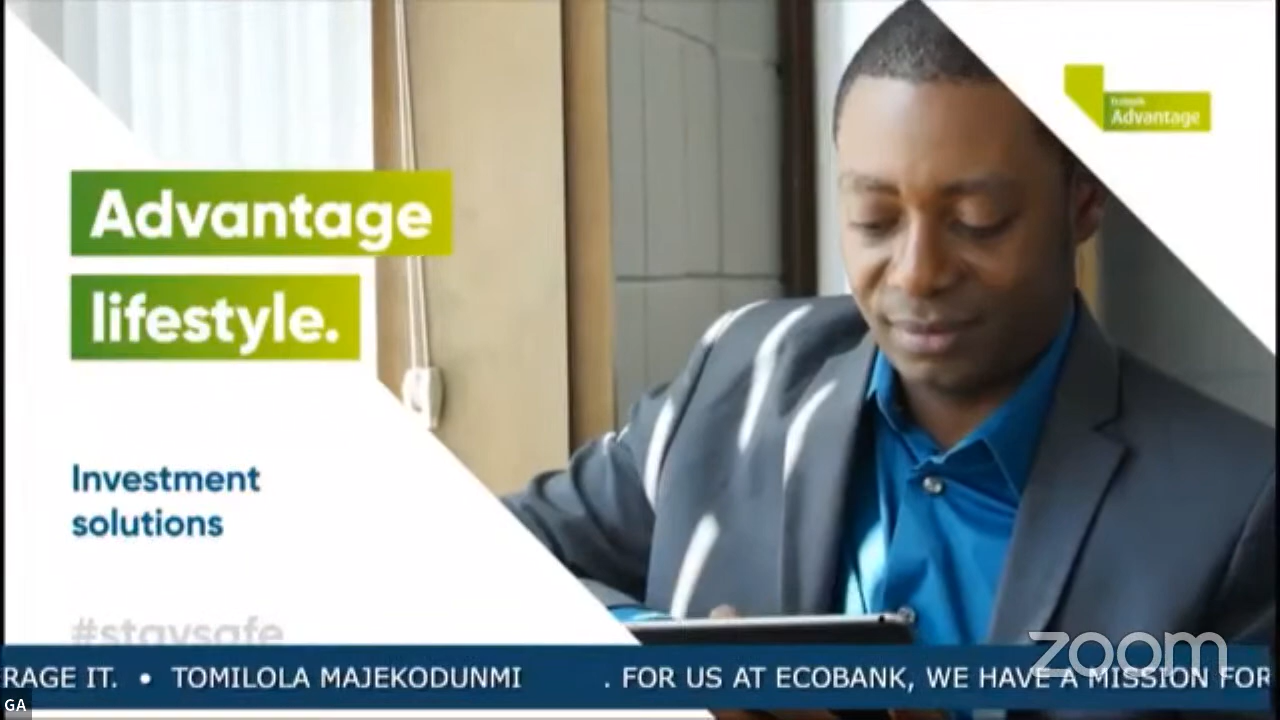 Advantage
Advantage
lifestyle.
Investment
solutions
#staysafe
zoom
RAGE IT. • TOMILOLA MAJEKODUNMI . FOR US AT ECOBANK, WE HAVE A MISSION FOR
GA